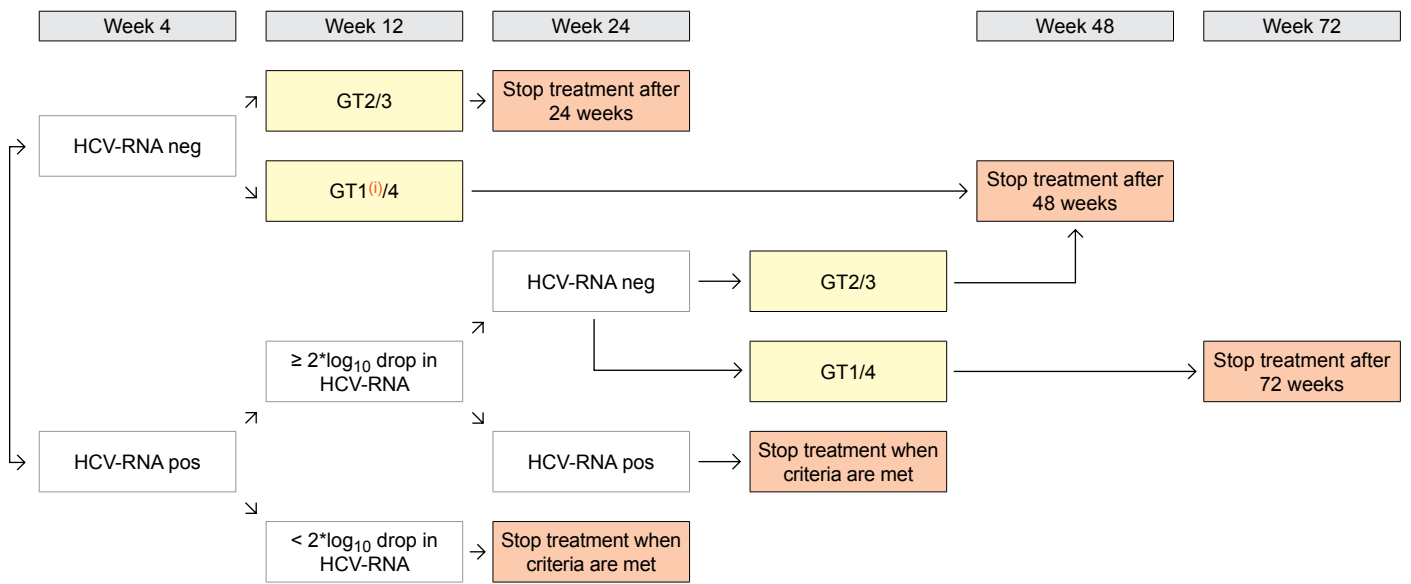 Week 4
Week 12
Week 24
Week 48
Week 72
GT2/3
Stop treatment after
24 weeks
HCV-RNA neg
GT1(i)/4
Stop treatment after
48 weeks
HCV-RNA neg
GT2/3
≥ 2*log10 drop in
HCV-RNA
GT1/4
Stop treatment after
72 weeks
HCV-RNA pos
HCV-RNA pos
Stop treatment when
criteria are met
< 2*log10 drop in
HCV-RNA
Stop treatment when
criteria are met